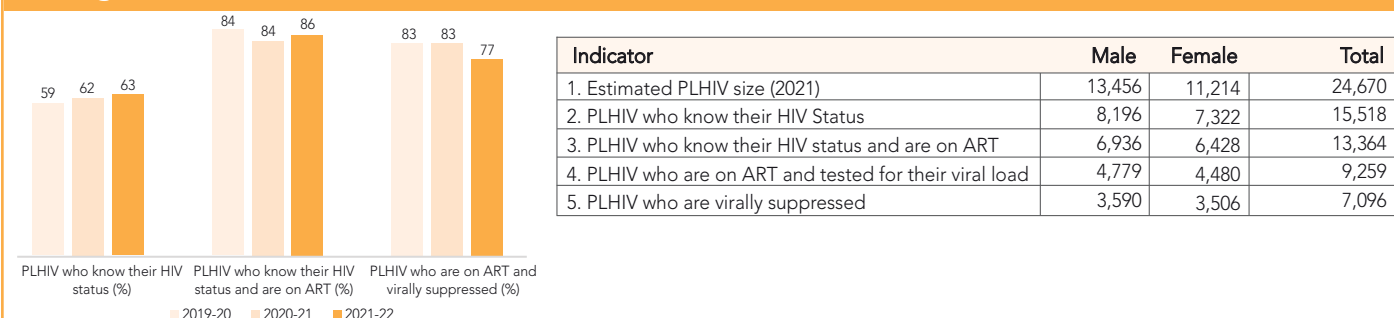 84
84
86
83
83
77
59
62
63
PLHIV who know their HIV
status (%)
PLHIV who know their HIV
status and are on ART (%)
PLHIV who are on ART and
virally suppressed (%)
2019-20 2020-21 2021-22
Indicator Male Female Total
1. Estimated PLHIV size (2021) 13,456 11,214 24,670
2. PLHIV who know their HIV Status 8,196 7,322 15,518
3. PLHIV who know their HIV status and are on ART 6,936 6,428 13,364
4. PLHIV who are on ART and tested for their viral load 4,779 4,480 9,259
5. PLHIV who are virally suppressed 3,590 3,506 7,096